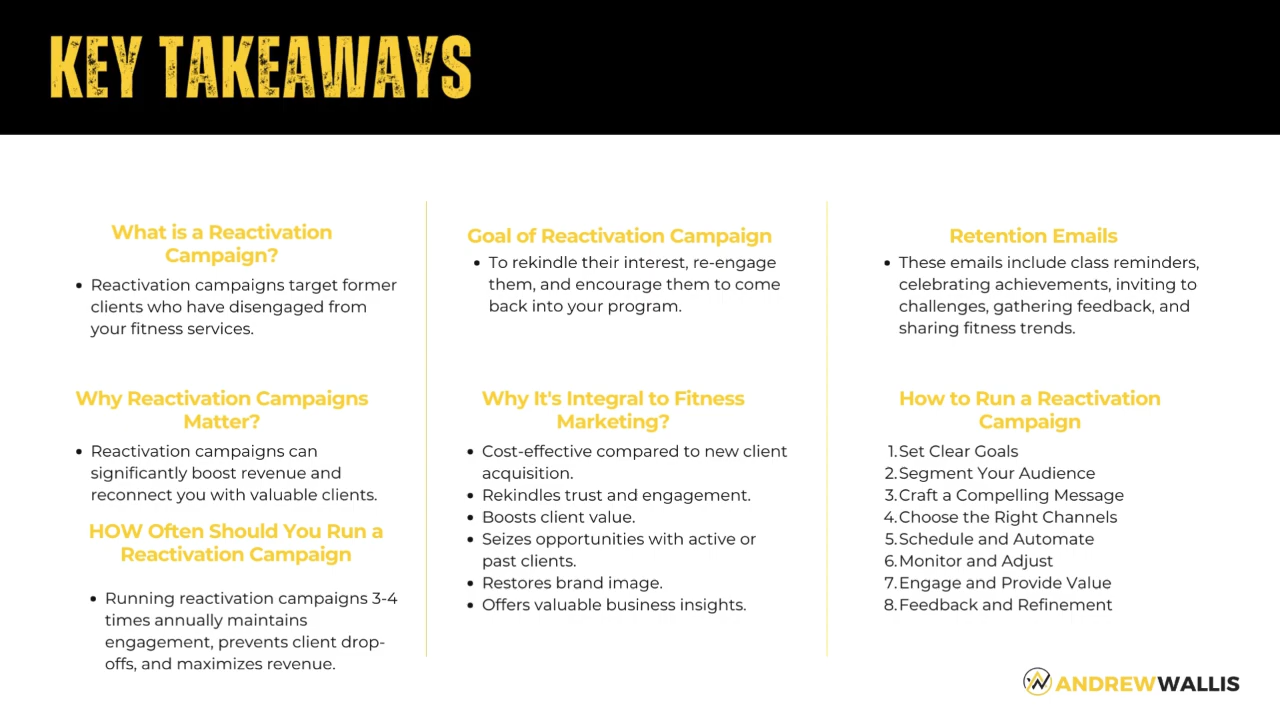 KEY TAKEAWAYS
What is a Reactivation
Campaign?
• Reactivation campaigns target former
clients who have disengaged from
your fitness services.
Why Reactivation Campaigns
Matter?
• Reactivation campaigns can
significantly boost revenue and
reconnect you with valuable clients.
HOW Often Should You Run a
Reactivation Campaign
• Running reactivation campaigns 3-4
times annually maintains
engagement, prevents client drop-
offs, and maximizes revenue.
Goal of Reactivation Campaign
• To rekindle their interest, re-engage
them, and encourage them to come
back into your program.
Why It's Integral to Fitness
Marketing?
• Cost-effective compared to new client
acquisition.
• Rekindles trust and engagement.
• Boosts client value.
• Seizes opportunities with active or
past clients.
• Restores brand image.
• Offers valuable business insights.
Retention Emails
• These emails include class reminders,
celebrating achievements, inviting to
challenges, gathering feedback, and
sharing fitness trends.
How to Run a Reactivation
Campaign
1. Set Clear Goals
2. Segment Your Audience
3. Craft a Compelling Message
4. Choose the Right Channels
5. Schedule and Automate
6. Monitor and Adjust
7. Engage and Provide Value
8. Feedback and Refinement
ANDREWWALLIS